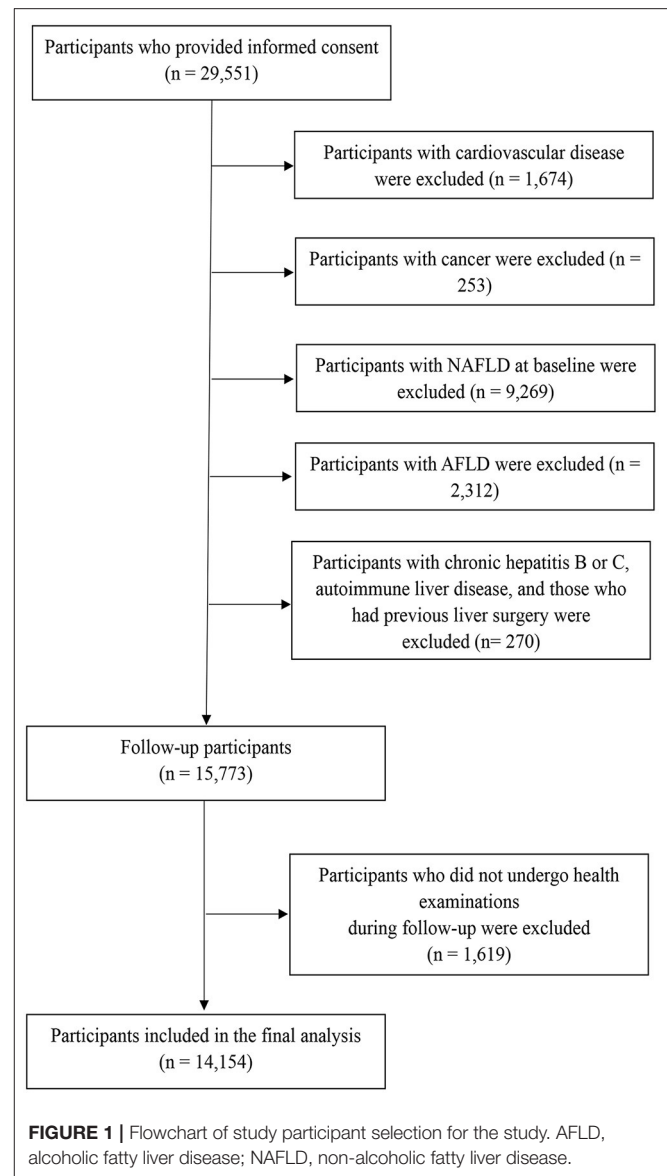 Participants who provided informed consent
(n = 29,551)
Participants with cardiovascular disease
were excluded (n = 1,674)
Participants with cancer were excluded (n =
253)
Participants with NAFLD at baseline were
excluded (n = 9,269)
Participants with AFLD were excluded (n =
2,312)
Participants with chronic hepatitis B or C,
autoimmune liver disease, and those who
had previous liver surgery were
excluded (n= 270)
Follow-up participants
(n = 15,773)
Participants who did not undergo health
examinations
during follow-up were excluded
(n = 1,619)
Participants included in the final analysis
(n = 14,154)
FIGURE 1 | Flowchart of study participant selection for the study. AFLD,
alcoholic fatty liver disease; NAFLD, non-alcoholic fatty liver disease.